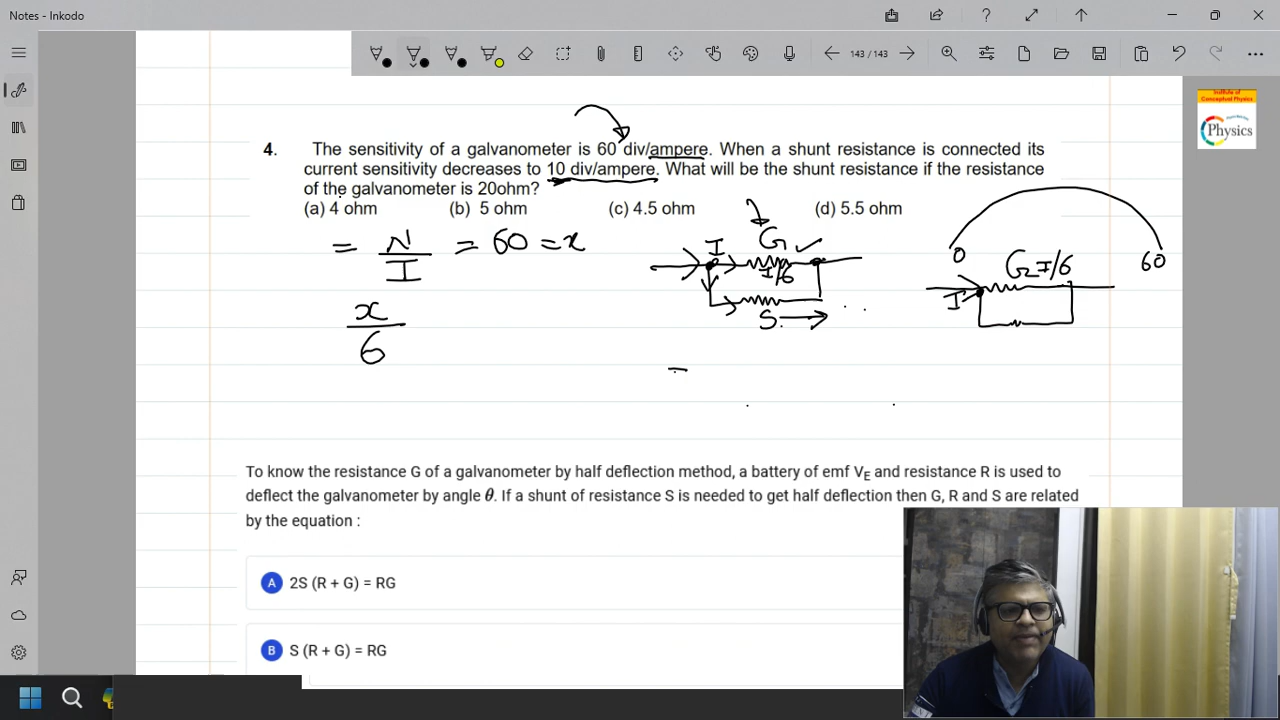 Notes - Inkodo
143 / 143
Institute of
Conceptual Physics
Physics
4. The sensitivity of a galvanometer is 60 div/ampere. When a shunt resistance is connected its
current sensitivity decreases to 10 div/ampere. What will be the shunt resistance if the resistance
of the galvanometer is 20ohm?
(a) 4 ohm (b) 5 ohm (c) 4.5 ohm (d) 5.5 ohm
= N/I = 60 = x
x/6
I G
I/6
S
0 60
G I/6
I
=
To know the resistance G of a galvanometer by half deflection method, a battery of emf VE and resistance R is used to
deflect the galvanometer by angle θ. If a shunt of resistance S is needed to get half deflection then G, R and S are related
by the equation :
A 2S (R + G) = RG
B S (R + G) = RG